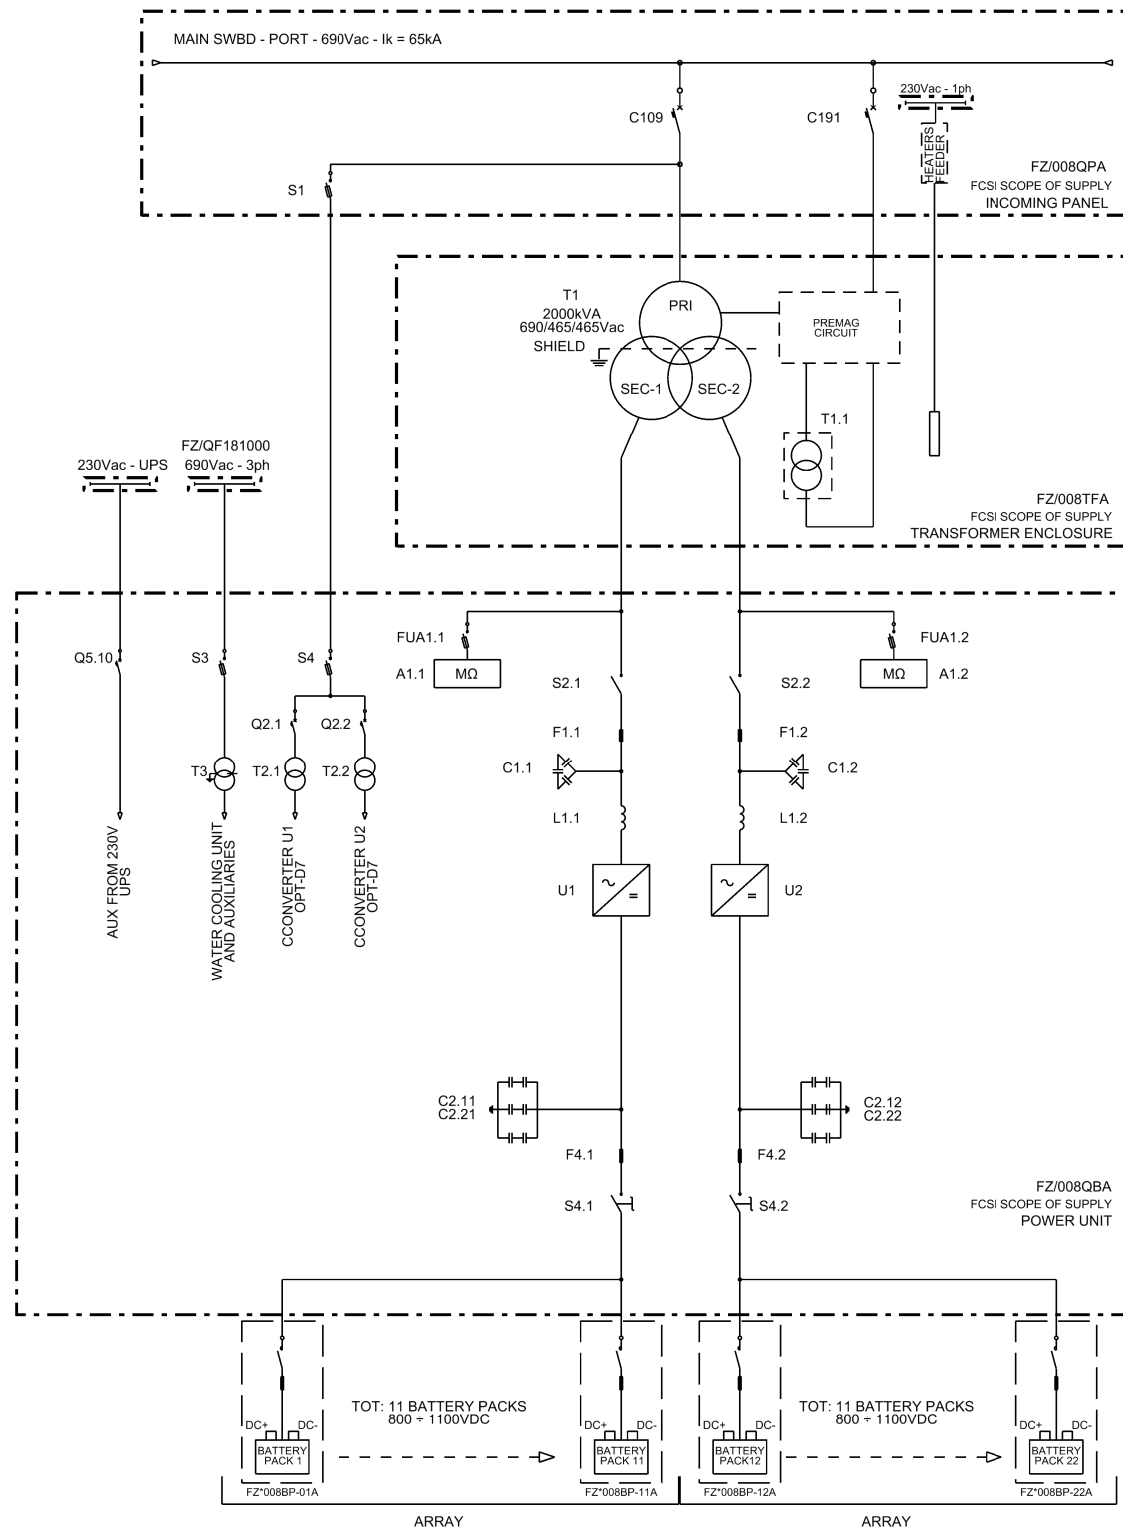 MAIN SWBD - PORT - 690Vac - Ik = 65kA
230Vac - 1ph
C109
C191
HEATERS
FEEDER
FZ/008QPA
FCSI SCOPE OF SUPPLY
INCOMING PANEL
S1
T1
2000kVA
690/465/465Vac
SHIELD
PRI
SEC-1
SEC-2
PREMAG
CIRCUIT
T1.1
FZ/008TFA
FCSI SCOPE OF SUPPLY
TRANSFORMER ENCLOSURE
230Vac - UPS
FZ/QF181000
690Vac - 3ph
Q5.10
S3
S4
FUA1.1
A1.1
MΩ
FUA1.2
MΩ
A1.2
S2.1
S2.2
Q2.1
Q2.2
F1.1
F1.2
T3
T2.1
T2.2
C1.1
C1.2
L1.1
L1.2
AUX FROM 230V
UPS
WATER COOLING UNIT
AND AUXILIARIES
CCONVERTER U1
OPT-D7
CCONVERTER U2
OPT-D7
U1
U2
C2.11
C2.21
C2.12
C2.22
F4.1
F4.2
S4.1
S4.2
FZ/008QBA
FCSI SCOPE OF SUPPLY
POWER UNIT
TOT: 11 BATTERY PACKS
800 ÷ 1100VDC
TOT: 11 BATTERY PACKS
800 ÷ 1100VDC
DC+
DC-
BATTERY
PACK 1
FZ*008BP-01A
DC+
DC-
BATTERY
PACK 11
FZ*008BP-11A
DC+
DC-
BATTERY
PACK12
FZ*008BP-12A
DC+
DC-
BATTERY
PACK 22
FZ*008BP-22A
ARRAY
ARRAY